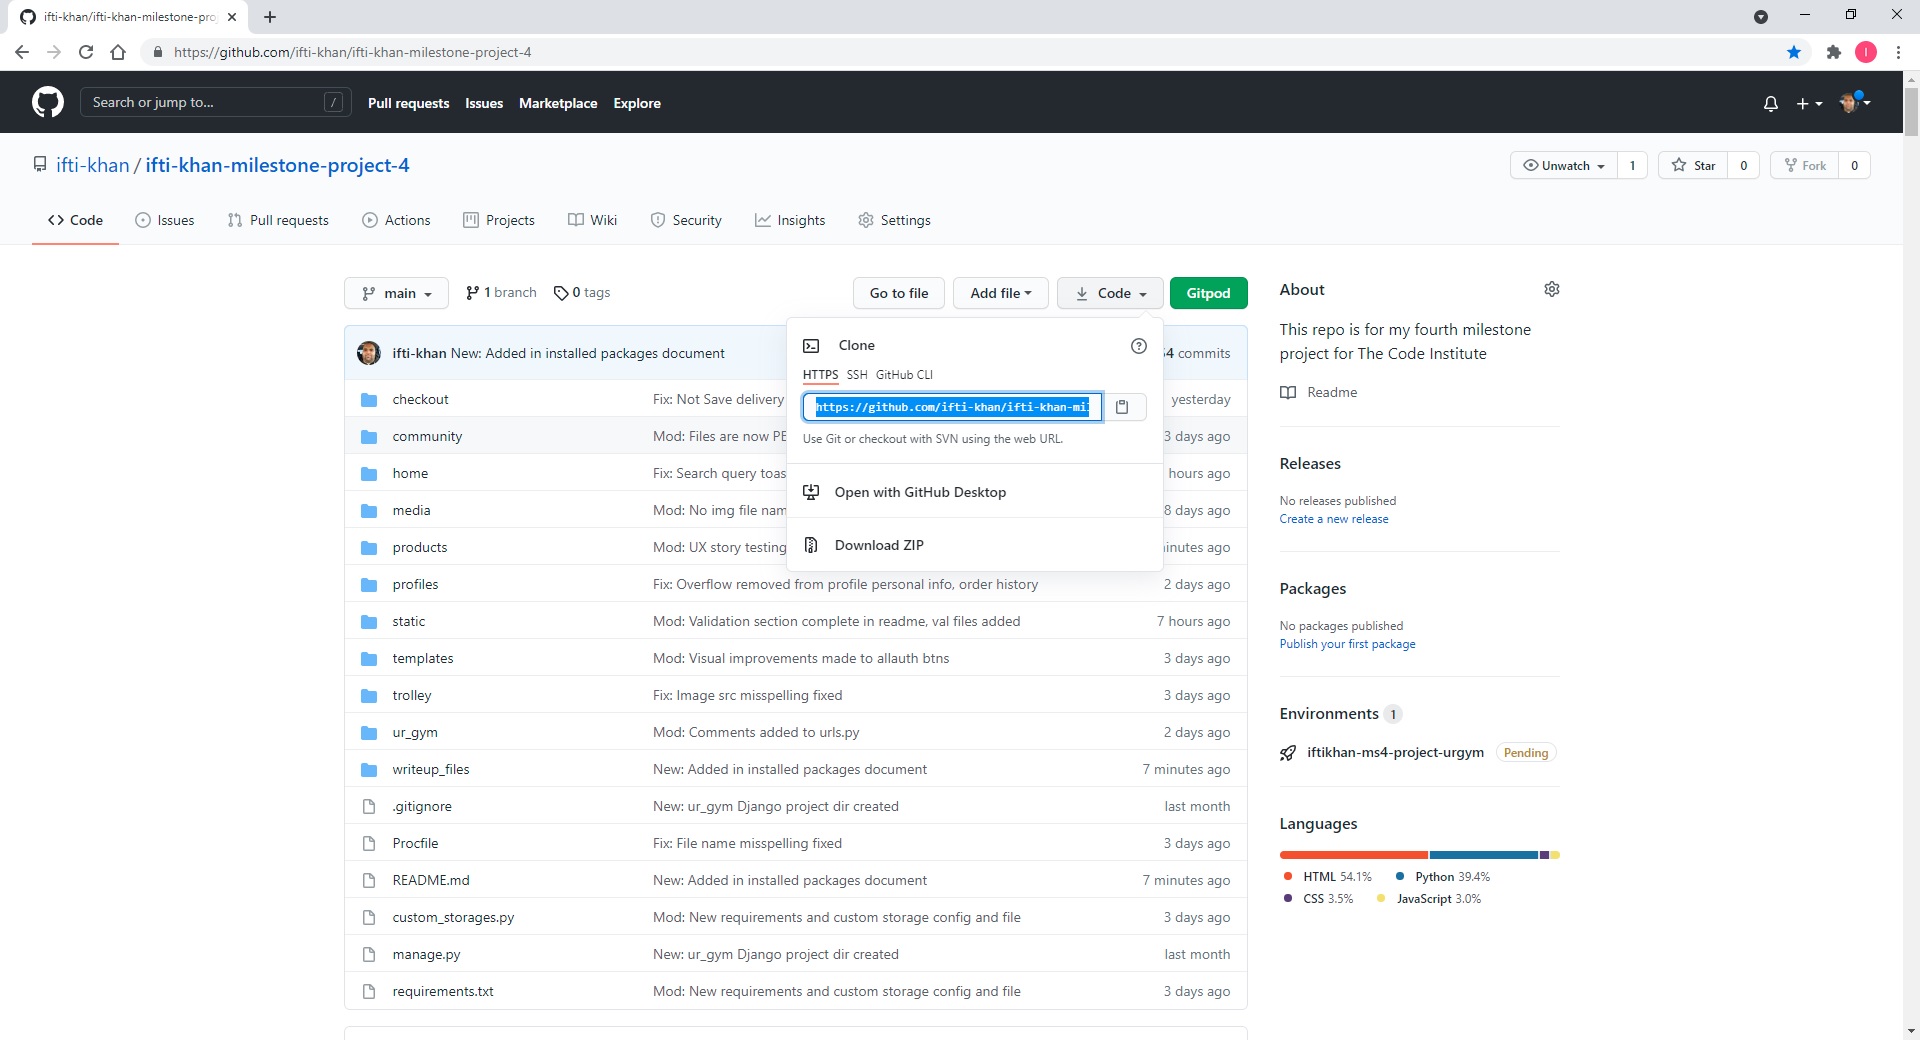 ifti-khan/ifti-khan-milestone-pro
https://github.com/ifti-khan/ifti-khan-milestone-project-4
I
Search or jump to...
/
Pull requests Issues Marketplace Explore
ifti-khan / ifti-khan-milestone-project-4
Unwatch 1 Star 0 Fork 0
Code Issues Pull requests Actions Projects Wiki Security Insights Settings
main 1 branch 0 tags Go to file Add file Code Gitpod
ifti-khan New: Added in installed packages document 4 commits
Clone
HTTPS SSH GitHub CLI
https://github.com/ifti-khan/ifti-khan-mil
Use Git or checkout with SVN using the web URL.
Open with GitHub Desktop
Download ZIP
checkout Fix: Not Save delivery yesterday
community Mod: Files are now PE 3 days ago
home Fix: Search query toas hours ago
media Mod: No img file nam 8 days ago
products Mod: UX story testing inutes ago
profiles Fix: Overflow removed from profile personal info, order history 2 days ago
static Mod: Validation section complete in readme, val files added 7 hours ago
templates Mod: Visual improvements made to allauth btns 3 days ago
trolley Fix: Image src misspelling fixed 3 days ago
ur_gym Mod: Comments added to urls.py 2 days ago
writeup_files New: Added in installed packages document 7 minutes ago
.gitignore New: ur_gym Django project dir created last month
Procfile Fix: File name misspelling fixed 3 days ago
README.md New: Added in installed packages document 7 minutes ago
custom_storages.py Mod: New requirements and custom storage config and file 3 days ago
manage.py New: ur_gym Django project dir created last month
requirements.txt Mod: New requirements and custom storage config and file 3 days ago
About
This repo is for my fourth milestone
project for The Code Institute
Readme
Releases
No releases published
Create a new release
Packages
No packages published
Publish your first package
Environments 1
iftikhan-ms4-project-urgym Pending
Languages
HTML 54.1% Python 39.4%
CSS 3.5% JavaScript 3.0%